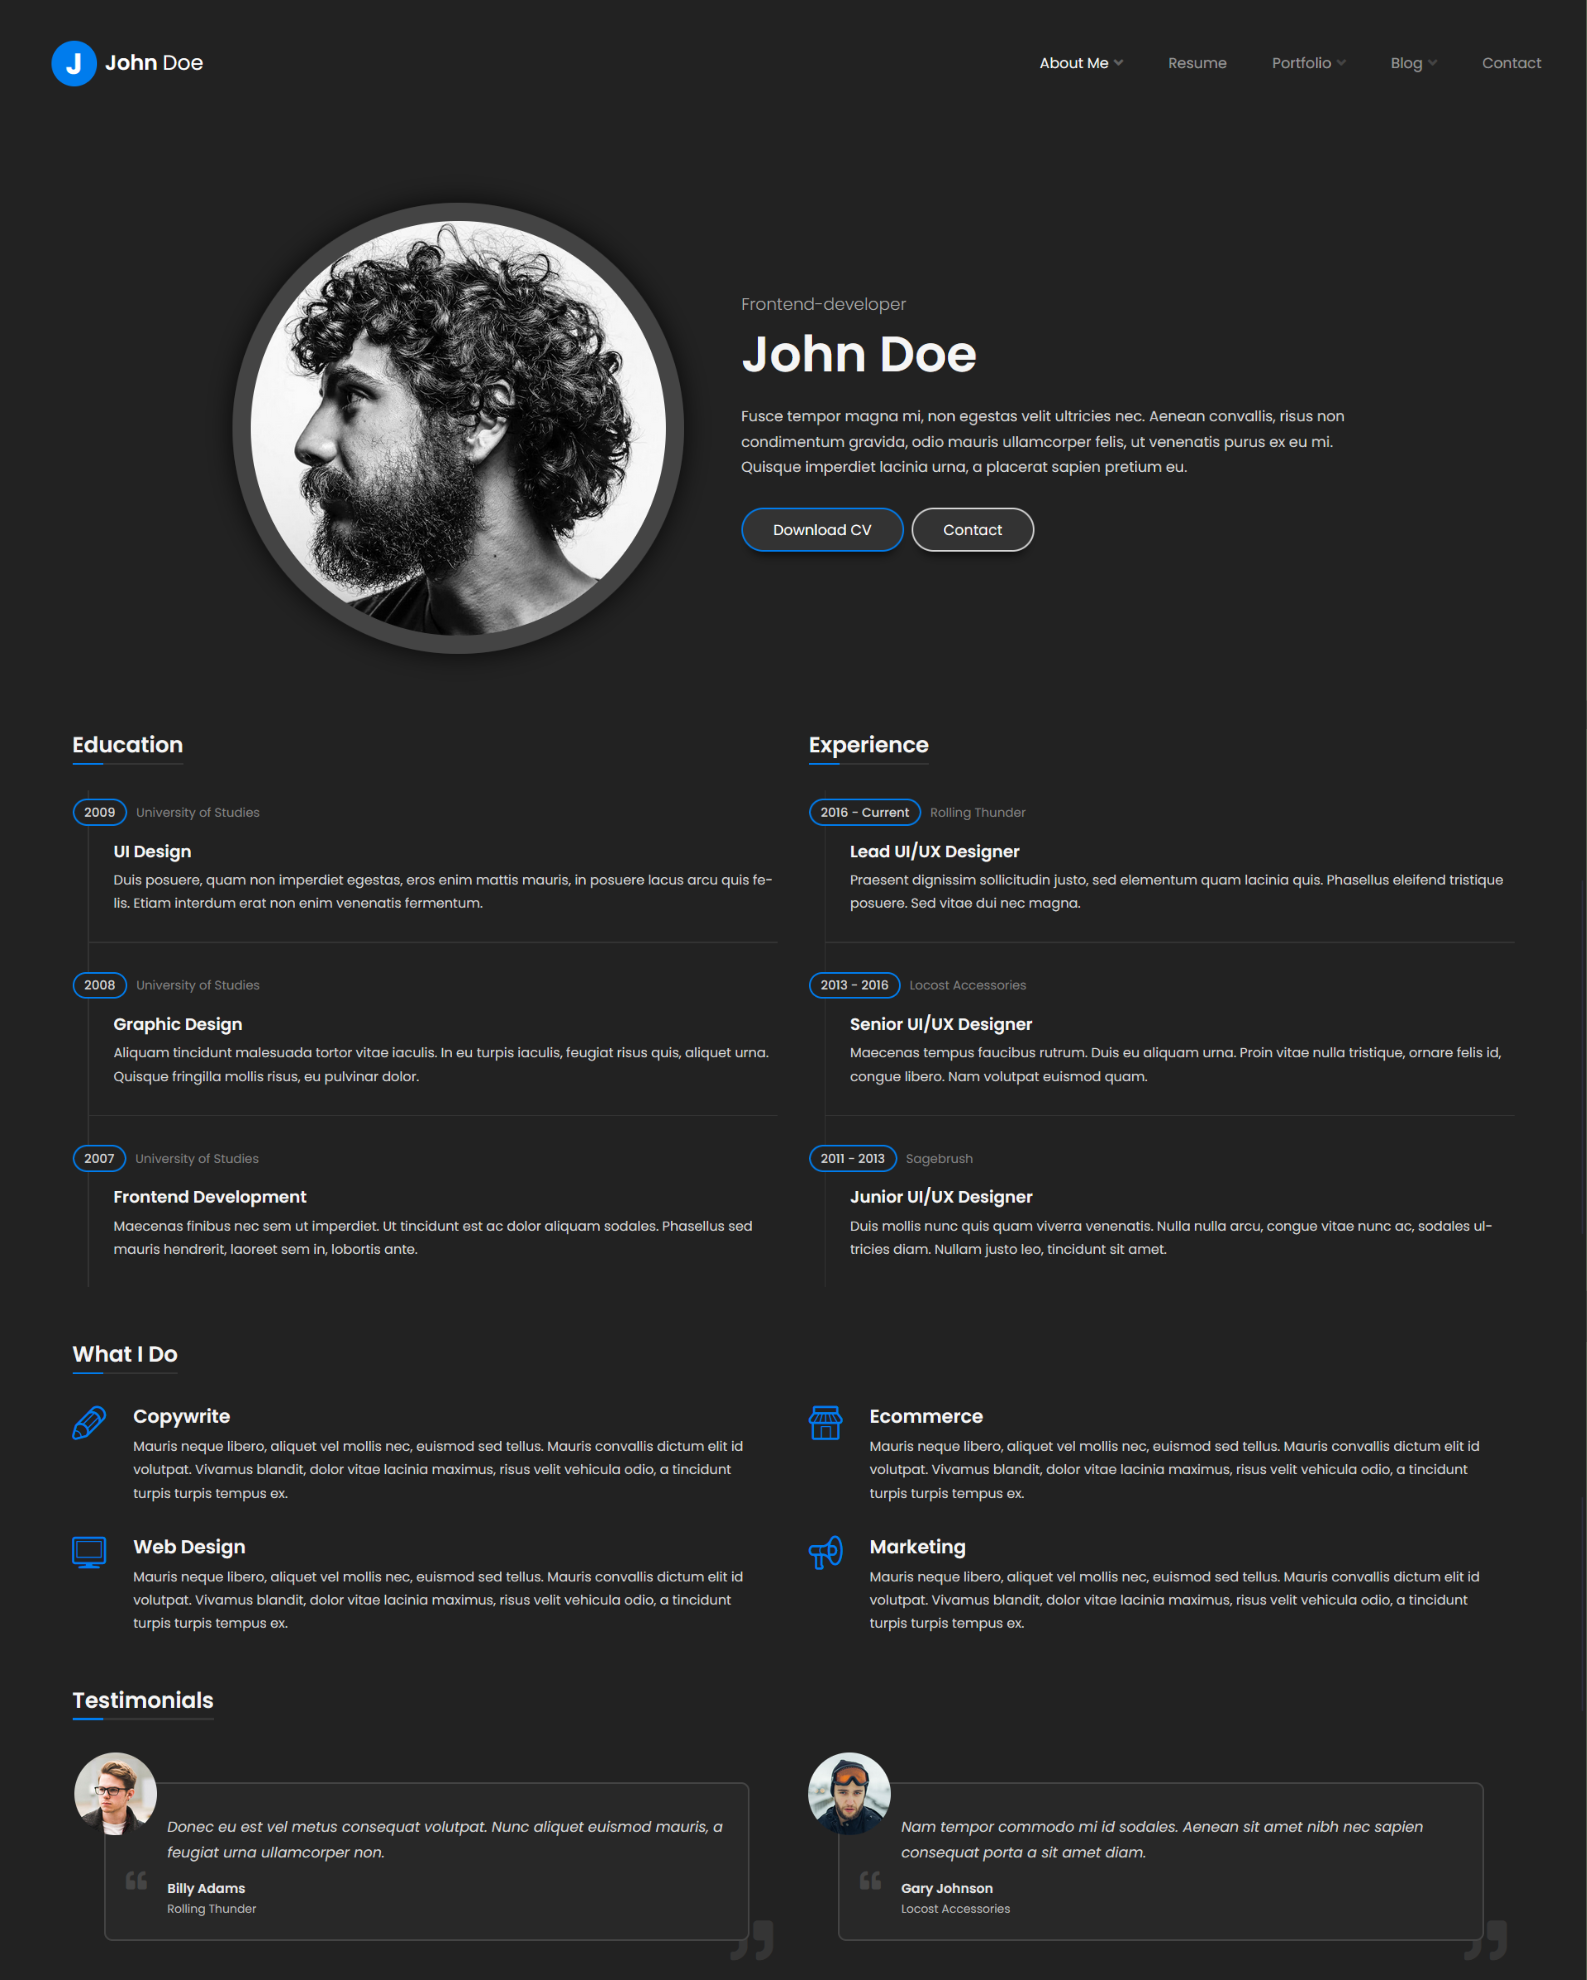 J John Doe
About Me Resume Portfolio Blog Contact
Frontend-developer
John Doe
Fusce tempor magna mi, non egestas velit ultricies nec. Aenean convallis, risus non
condimentum gravida, odio mauris ullamcorper felis, ut venenatis purus ex eu mi.
Quisque imperdiet lacinia urna, a placerat sapien pretium eu.
Download CV Contact
Education
2009 University of Studies
UI Design
Duis posuere, quam non imperdiet egestas, eros enim mattis mauris, in posuere lacus arcu quis fe-
lis. Etiam interdum erat non enim venenatis fermentum.
2008 University of Studies
Graphic Design
Aliquam tincidunt malesuada tortor vitae iaculis. In eu turpis iaculis, feugiat risus quis, aliquet urna.
Quisque fringilla mollis risus, eu pulvinar dolor.
2007 University of Studies
Frontend Development
Maecenas finibus nec sem ut imperdiet. Ut tincidunt est ac dolor aliquam sodales. Phasellus sed
mauris hendrerit, laoreet sem in, lobortis ante.
Experience
2016 - Current Rolling Thunder
Lead UI/UX Designer
Praesent dignissim sollicitudin justo, sed elementum quam lacinia quis. Phasellus eleifend tristique
posuere. Sed vitae dui nec magna.
2013 - 2016 Locost Accessories
Senior UI/UX Designer
Maecenas tempus faucibus rutrum. Duis eu aliquam urna. Proin vitae nulla tristique, ornare felis id,
congue libero. Nam volutpat euismod quam.
2011 - 2013 Sagebrush
Junior UI/UX Designer
Duis mollis nunc quis quam viverra venenatis. Nulla nulla arcu, congue vitae nunc ac, sodales ul-
tricies diam. Nullam justo leo, tincidunt sit amet.
What I Do
Copywrite
Mauris neque libero, aliquet vel mollis nec, euismod sed tellus. Mauris convallis dictum elit id
volutpat. Vivamus blandit, dolor vitae lacinia maximus, risus velit vehicula odio, a tincidunt
turpis turpis tempus ex.
Ecommerce
Mauris neque libero, aliquet vel mollis nec, euismod sed tellus. Mauris convallis dictum elit id
volutpat. Vivamus blandit, dolor vitae lacinia maximus, risus velit vehicula odio, a tincidunt
turpis turpis tempus ex.
Web Design
Mauris neque libero, aliquet vel mollis nec, euismod sed tellus. Mauris convallis dictum elit id
volutpat. Vivamus blandit, dolor vitae lacinia maximus, risus velit vehicula odio, a tincidunt
turpis turpis tempus ex.
Marketing
Mauris neque libero, aliquet vel mollis nec, euismod sed tellus. Mauris convallis dictum elit id
volutpat. Vivamus blandit, dolor vitae lacinia maximus, risus velit vehicula odio, a tincidunt
turpis turpis tempus ex.
Testimonials
Donec eu est vel metus consequat volutpat. Nunc aliquet euismod mauris, a
feugiat urna ullamcorper non.
Billy Adams
Rolling Thunder
Nam tempor commodo mi id sodales. Aenean sit amet nibh nec sapien
consequat porta a sit amet diam.
Gary Johnson
Locost Accessories